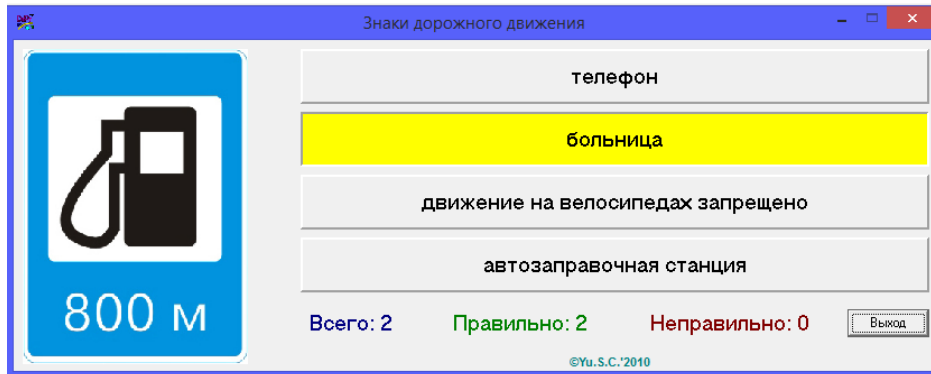 Знаки дорожного движения
800 м
телефон
больница
движение на велосипедах запрещено
автозаправочная станция
Всего: 2 Правильно: 2 Неправильно: 0 Выход
©Yu.S.C.'2010